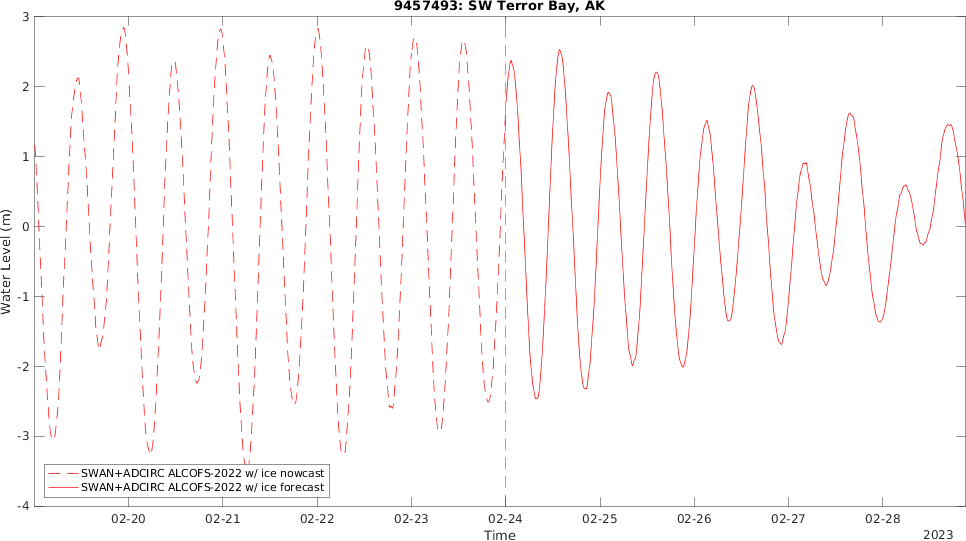 9457493: SW Terror Bay, AK
3
2
1
0
-1
-2
-3
-4
Water Level (m)
SWAN+ADCIRC ALCOFS-2022 w/ ice nowcast
SWAN+ADCIRC ALCOFS-2022 w/ ice forecast
02-20 02-21 02-22 02-23 02-24 02-25 02-26 02-27 02-28
Time
2023